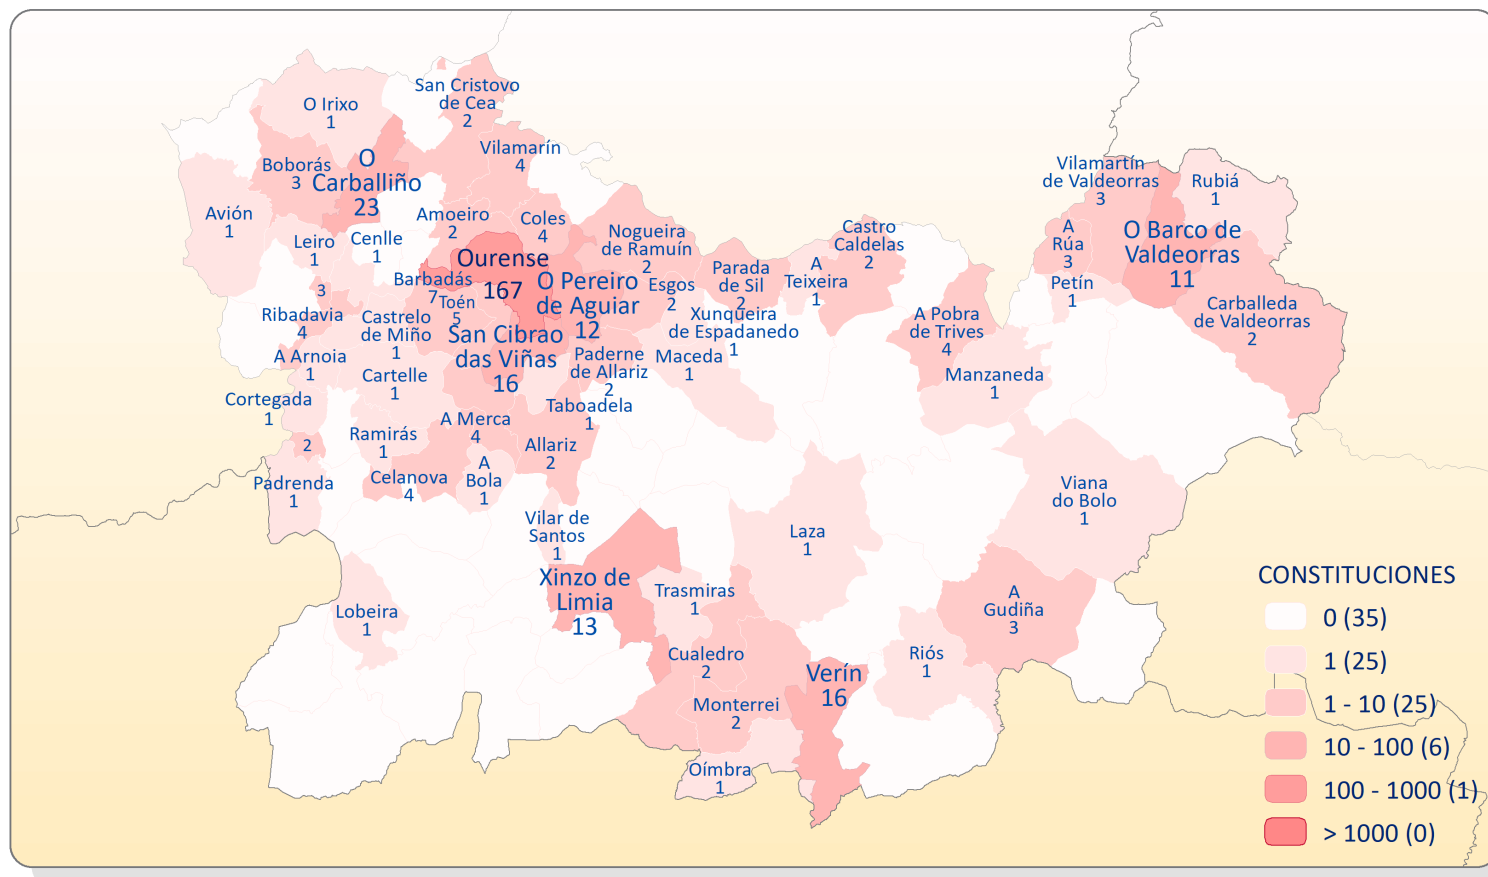 San Cristovo
de Cea
2
O Irixo
1
Vilamarín
4
Boborás
3
O
Carballiño
23
Avión
1
Amoeiro
2
Coles
4
Leiro
1
Cenlle
1
Nogueira
de Ramuín
2
Castro
Caldelas
2
Vilamartín
de Valdeorras
3
Rubiá
1
A
Rúa
3
O Barco de
Valdeorras
11
Ourense
167
Barbadás
7
O Pereiro
de Aguiar
12
Esgos
2
Parada
de Sil
2
A
Teixeira
1
Petín
1
3
Ribadavia
4
Toén
5
Castrelo
de Miño
1
Xunqueira
de Espadanedo
1
A Pobra
de Trives
4
Carballeda
de Valdeorras
2
San Cibrao
das Viñas
16
A Arnoia
1
Paderne
de Allariz
2
Maceda
1
Cartelle
1
Manzaneda
1
Cortegada
1
Taboadela
1
A Merca
4
Ramirás
1
2
Allariz
2
Padrenda
1
Celanova
4
A
Bola
1
Viana
do Bolo
1
Vilar de
Santos
1
Laza
1
Xinzo de
Limia
13
Trasmiras
1
A
Gudiña
3
Lobeira
1
Cualedro
2
Verín
16
Riós
1
Monterrei
2
Oímbra
1
CONSTITUCIONES
0 (35)
1 (25)
1 - 10 (25)
10 - 100 (6)
100 - 1000 (1)
> 1000 (0)